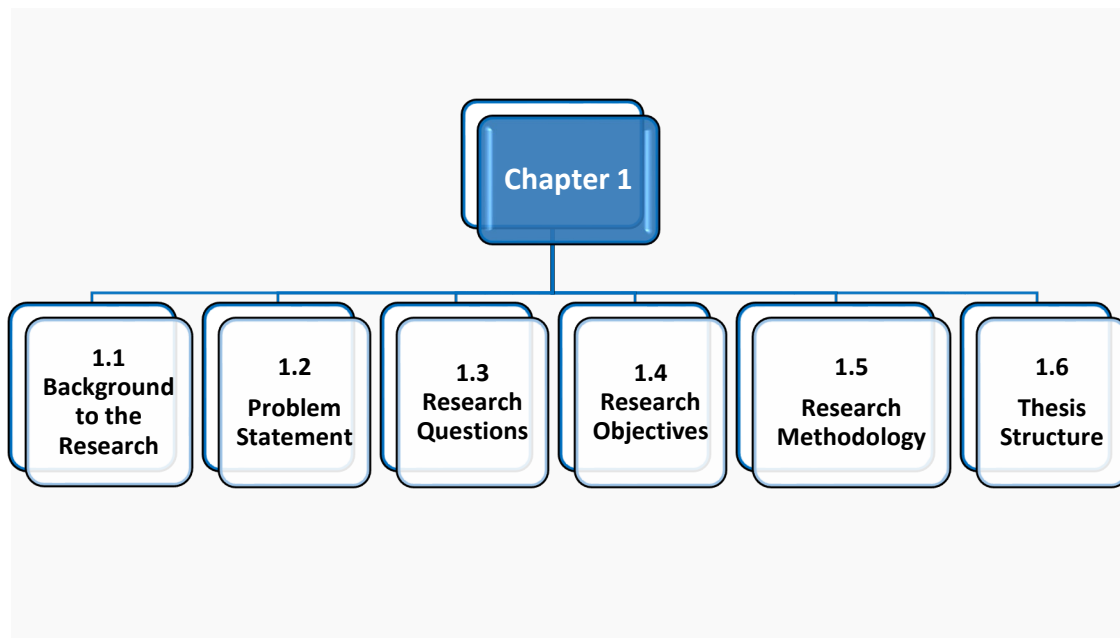 Chapter 1
1.1
Background
to the
Research
1.2
Problem
Statement
1.3
Research
Questions
1.4
Research
Objectives
1.5
Research
Methodology
1.6
Thesis
Structure